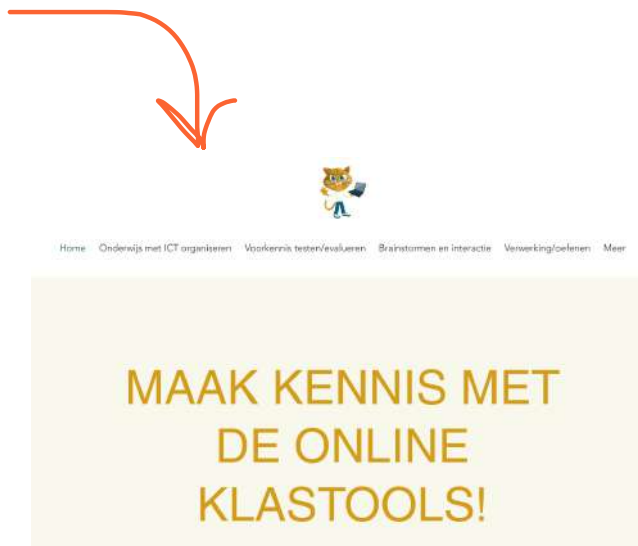 Home Onderwijs met ICT organiseren Voorkennis testen/evalueren Brainstormen en interactie Verwerking/oefenen Meer
MAAK KENNIS MET
DE ONLINE
KLASTOOLS!